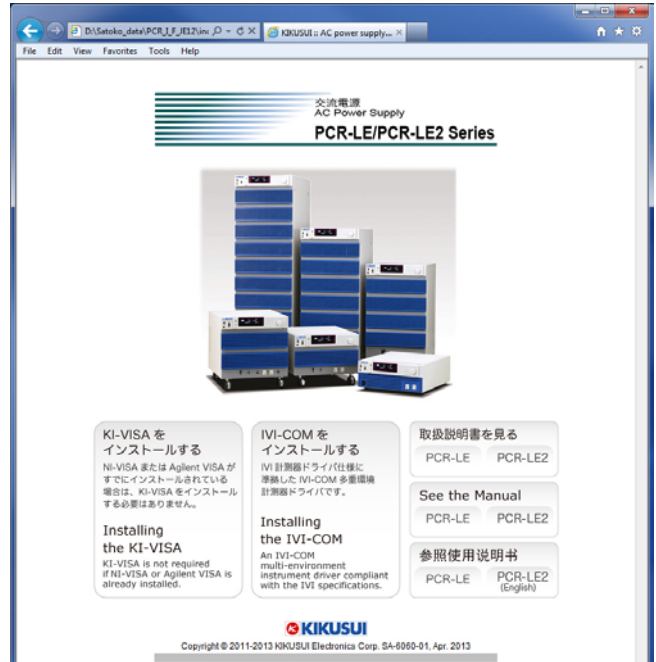 D:\Satoko_data\PCR_I_F_JE12\in
KIKUSUI :: AC power supply...
File Edit View Favorites Tools Help
交流電源
AC Power Supply
PCR-LE/PCR-LE2 Series
KI-VISA を
インストールする
NI-VISA または Agilent VISA が
すでにインストールされている
場合は、KI-VISA をインストール
する必要はありません。
Installing
the KI-VISA
KI-VISA is not required
if NI-VISA or Agilent VISA is
already installed.
IVI-COM を
インストールする
IVI 計測器ドライバ仕様に
準拠した IVI-COM 多重環境
計測器ドライバです。
Installing
the IVI-COM
An IVI-COM
multi-environment
instrument driver compliant
with the IVI specifications.
取扱説明書を見る
PCR-LE PCR-LE2
See the Manual
PCR-LE PCR-LE2
参照使用说明书
PCR-LE PCR-LE2
(English)
KIKUSUI
Copyright © 2011-2013 KIKUSUI Electronics Corp. SA-6060-01, Apr. 2013